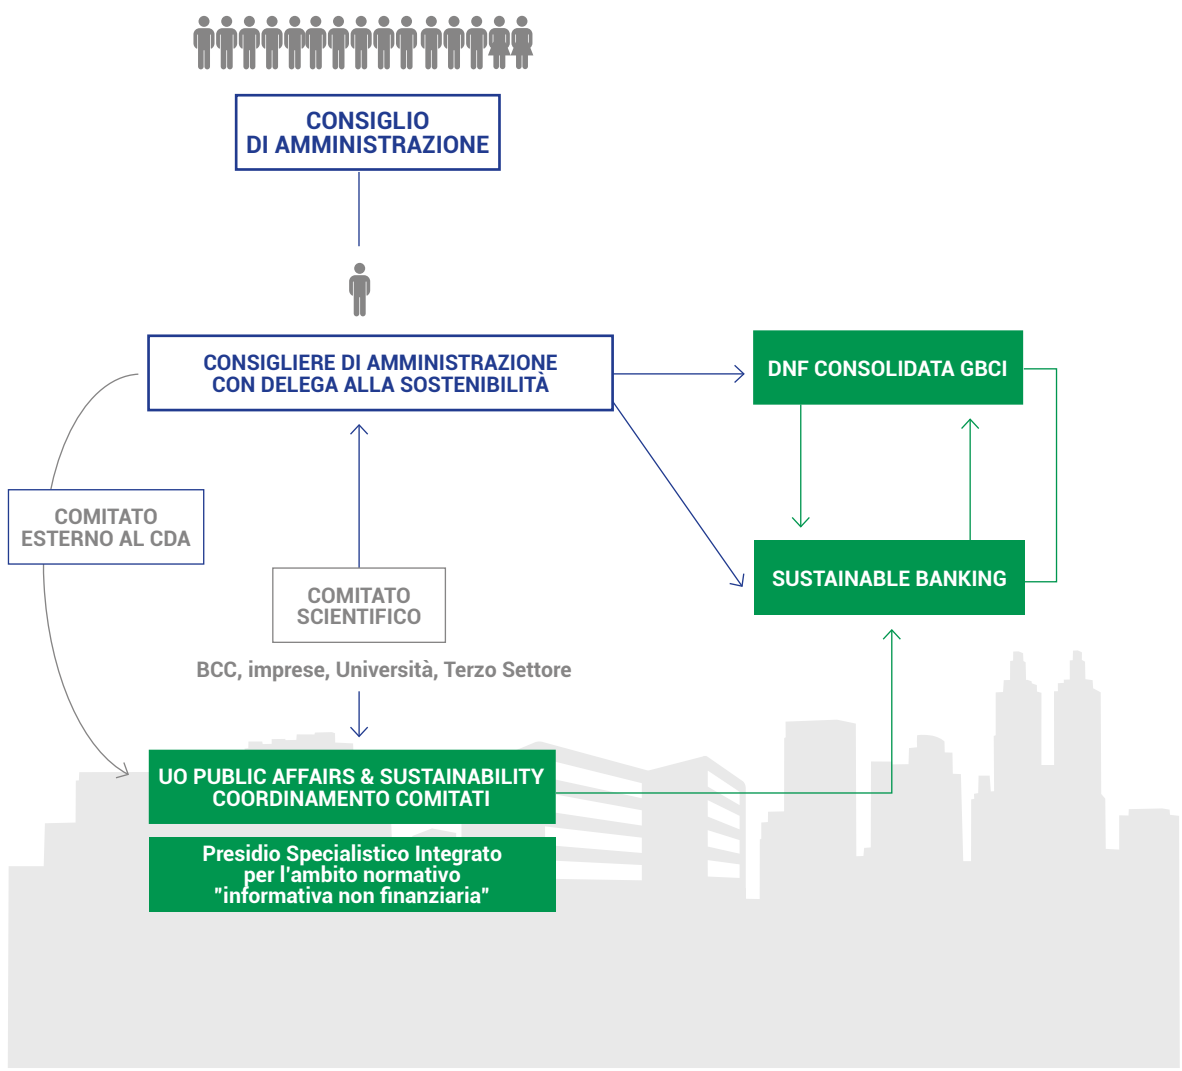 CONSIGLIO
DI AMMINISTRAZIONE
CONSIGLIERE DI AMMINISTRAZIONE
CON DELEGA ALLA SOSTENIBILITÀ
DNF CONSOLIDATA GBCI
COMITATO
ESTERNO AL CDA
SUSTAINABLE BANKING
COMITATO
SCIENTIFICO
BCC, imprese, Università, Terzo Settore
UO PUBLIC AFFAIRS & SUSTAINABILITY
COORDINAMENTO COMITATI
Presidio Specialistico Integrato
per l'ambito normativo
"informativa non finanziaria"